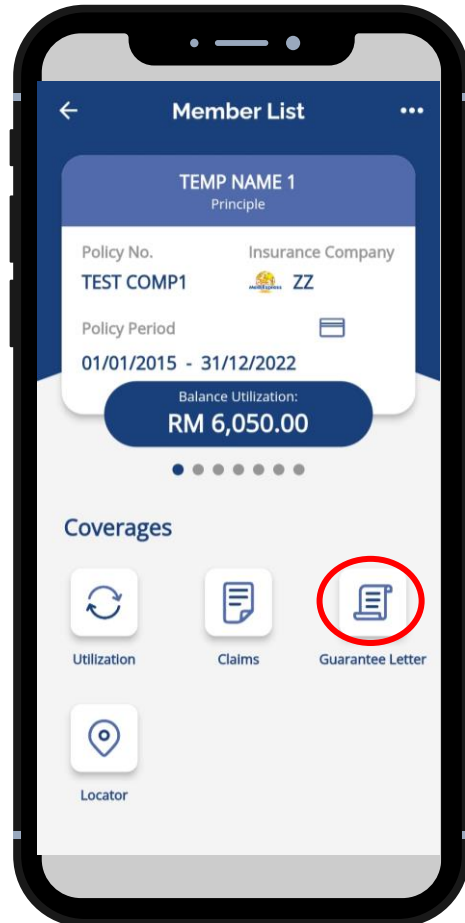 Member List
TEMP NAME 1
Principle
Policy No. Insurance Company
TEST COMP1 ZZ
Policy Period
01/01/2015 - 31/12/2022
Balance Utilization:
RM 6,050.00
Coverages
Utilization Claims Guarantee Letter
Locator